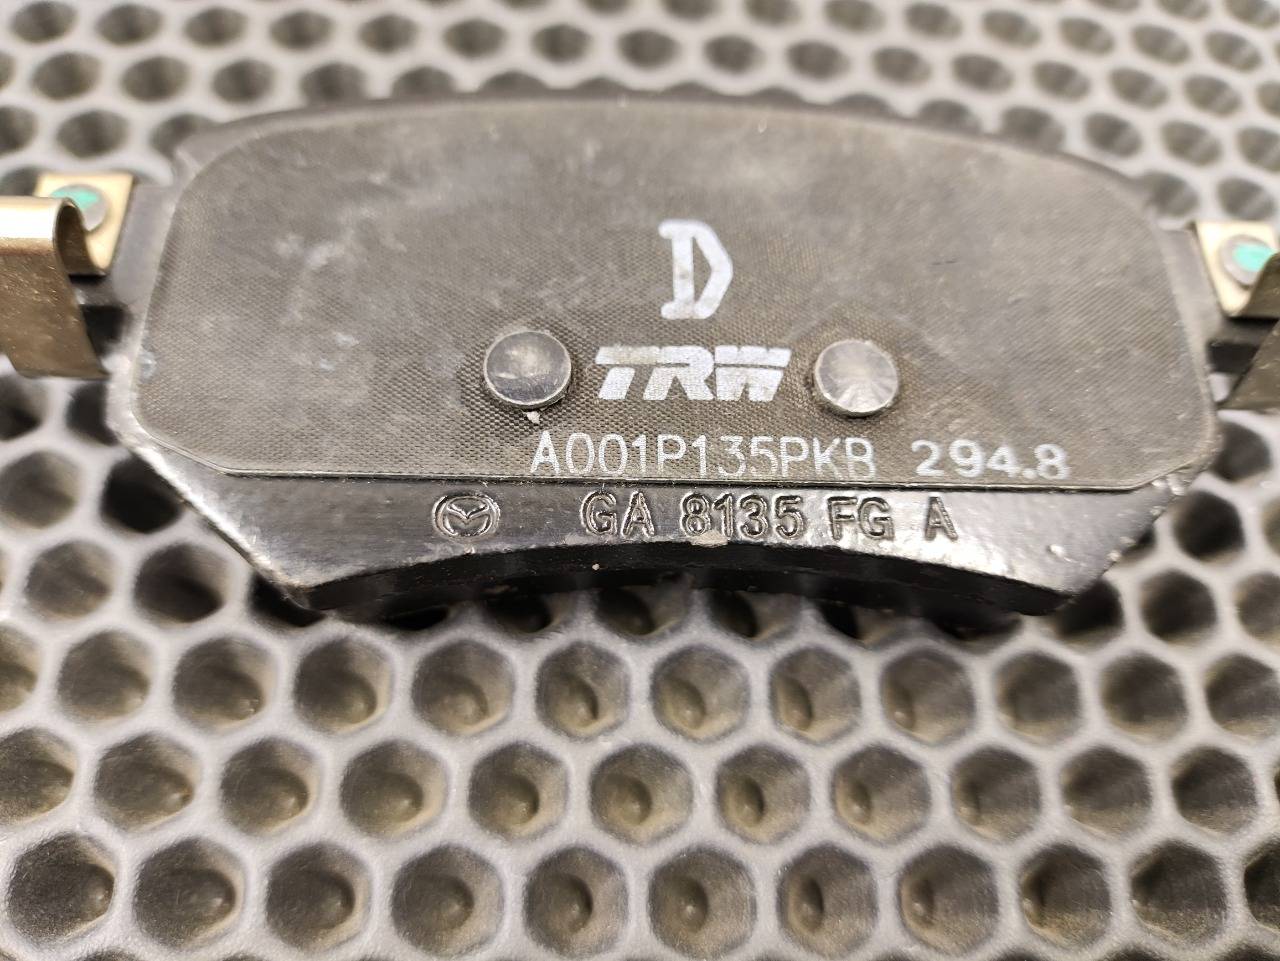 D
TRW
A001P135PKB 294.8
GA 8135 FG A